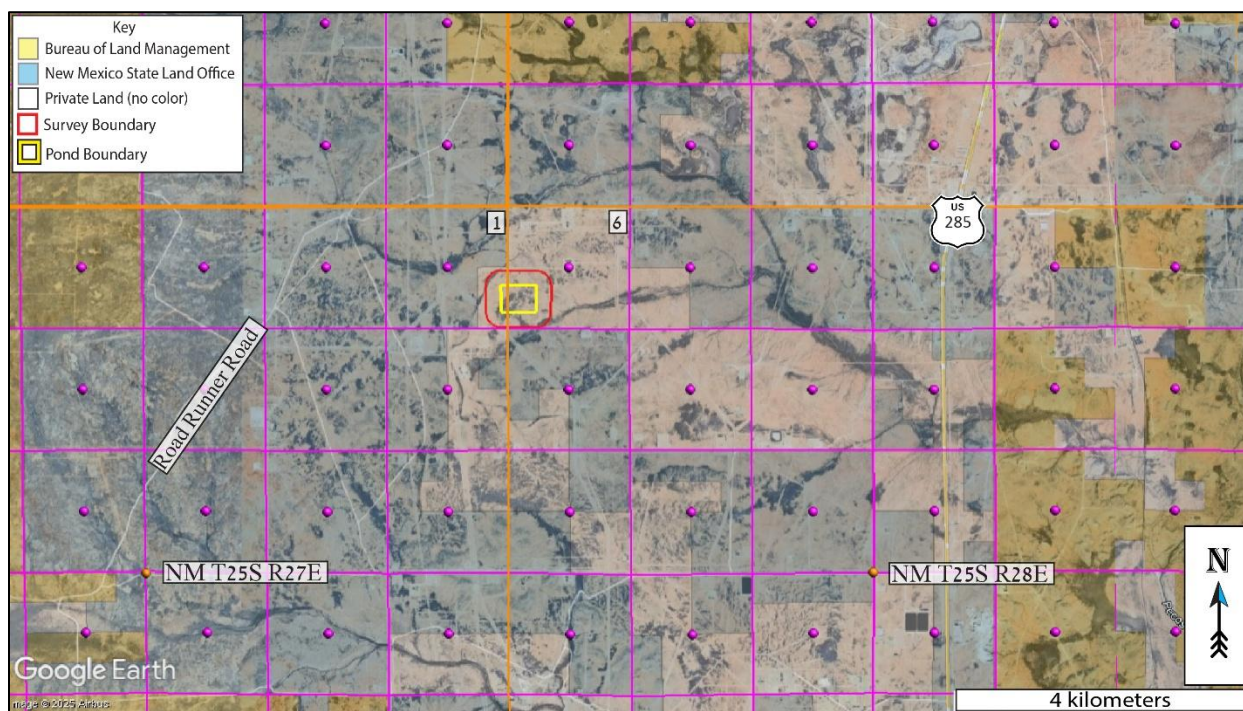 Key
Bureau of Land Management
New Mexico State Land Office
Private Land (no color)
Survey Boundary
Pond Boundary
1
6
US
285
Road Runner Road
NM T25S R27E
NM T25S R28E
N
Google Earth
4 kilometers